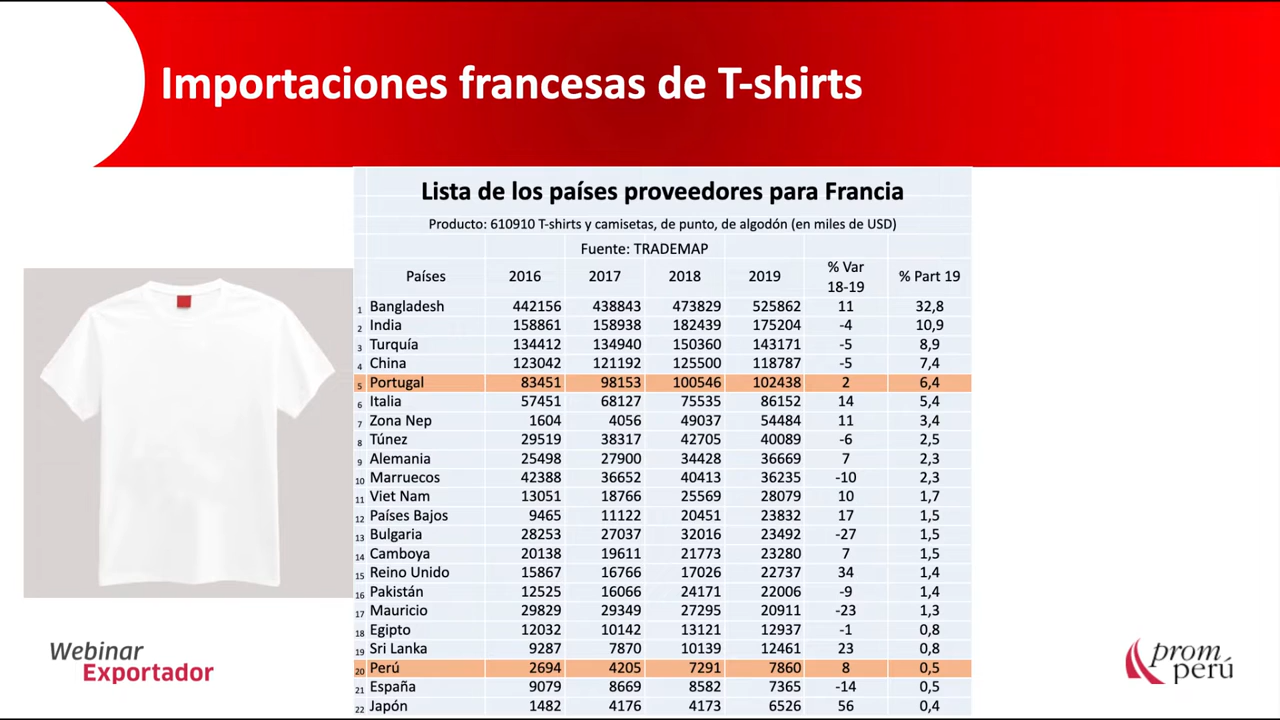 Importaciones francesas de T-shirts
Lista de los países proveedores para Francia
Producto: 610910 T-shirts y camisetas, de punto, de algodón (en miles de USD)
Fuente: TRADEMAP
Países 2016 2017 2018 2019 % Var 18-19 % Part 19
1 Bangladesh 442156 438843 473829 525862 11 32,8
2 India 158861 158938 182439 175204 -4 10,9
3 Turquía 134412 134940 150360 143171 -5 8,9
4 China 123042 121192 125500 118787 -5 7,4
5 Portugal 83451 98153 100546 102438 2 6,4
6 Italia 57451 68127 75535 86152 14 5,4
7 Zona Nep 1604 4056 49037 54484 11 3,4
8 Túnez 29519 38317 42705 40089 -6 2,5
9 Alemania 25498 27900 34428 36669 7 2,3
10 Marruecos 42388 36652 40413 36235 -10 2,3
11 Viet Nam 13051 18766 25569 28079 10 1,7
12 Países Bajos 9465 11122 20451 23832 17 1,5
13 Bulgaria 28253 27037 32016 23492 -27 1,5
14 Camboya 20138 19611 21773 23280 7 1,5
15 Reino Unido 15867 16766 17026 22737 34 1,4
16 Pakistán 12525 16066 24171 22006 -9 1,4
17 Mauricio 29829 29349 27295 20911 -23 1,3
18 Egipto 12032 10142 13121 12937 -1 0,8
19 Sri Lanka 9287 7870 10139 12461 23 0,8
20 Perú 2694 4205 7291 7860 8 0,5
21 España 9079 8669 8582 7365 -14 0,5
22 Japón 1482 4176 4173 6526 56 0,4
Webinar
Exportador
prom
perú